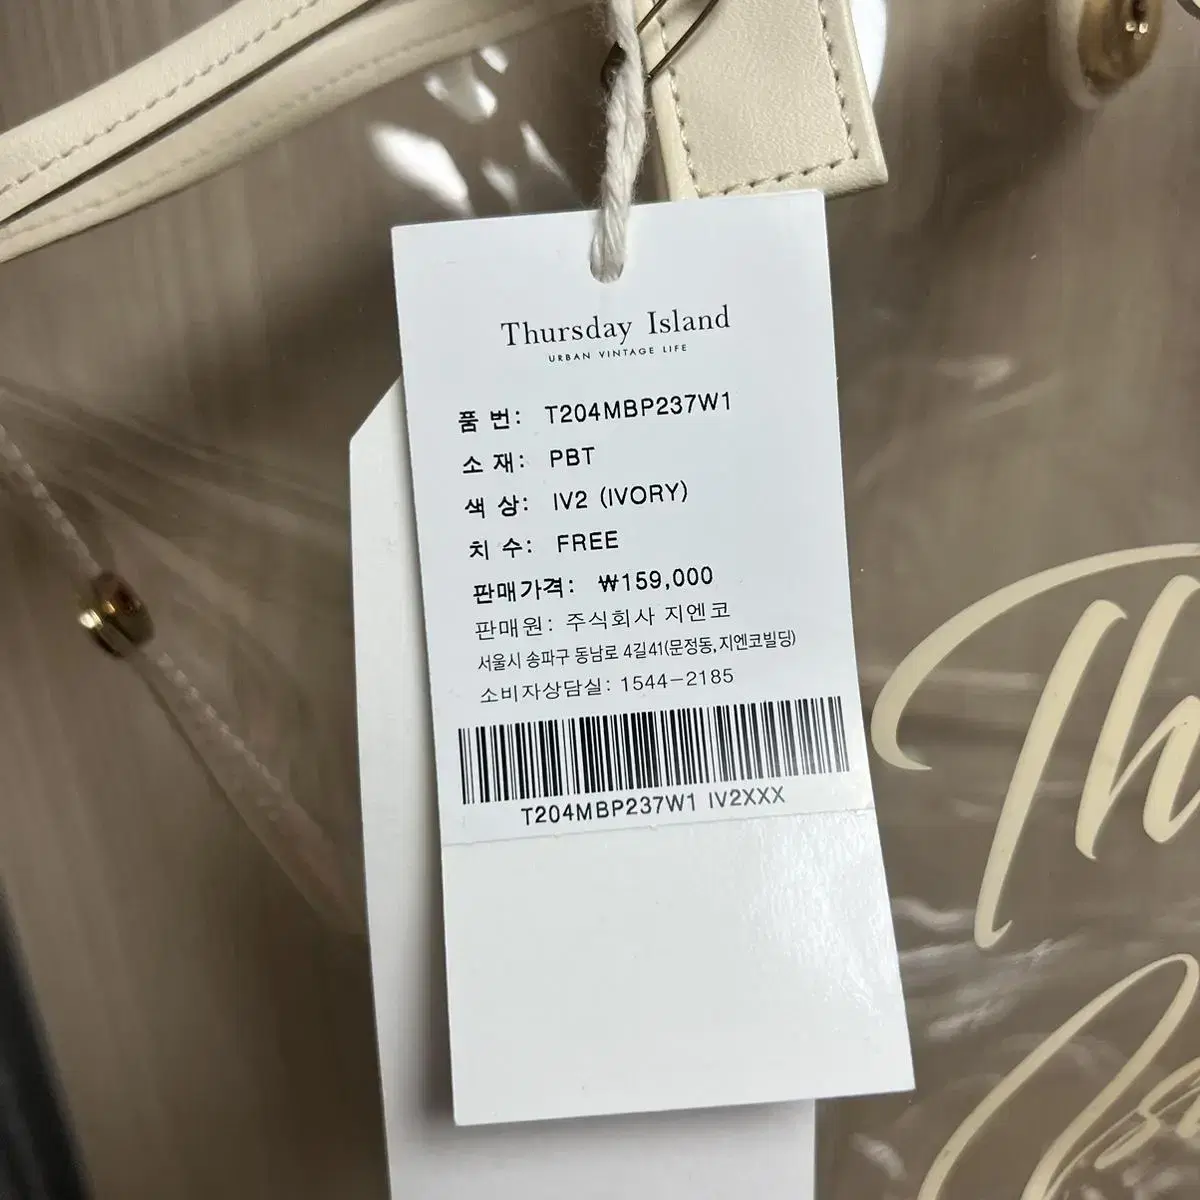 Thursday Island
URBAN VINTAGE LIFE
품 번: T204MBP237W1
소 재: PBT
색 상: IV2 (IVORY)
치 수: FREE
판매가격: ₩159,000
판매원: 주식회사 지엔코
서울시 송파구 동남로 4길41(문정동, 지엔코빌딩)
소비자상담실: 1544-2185
T204MBP237W1 IV2XXX
Th
Is